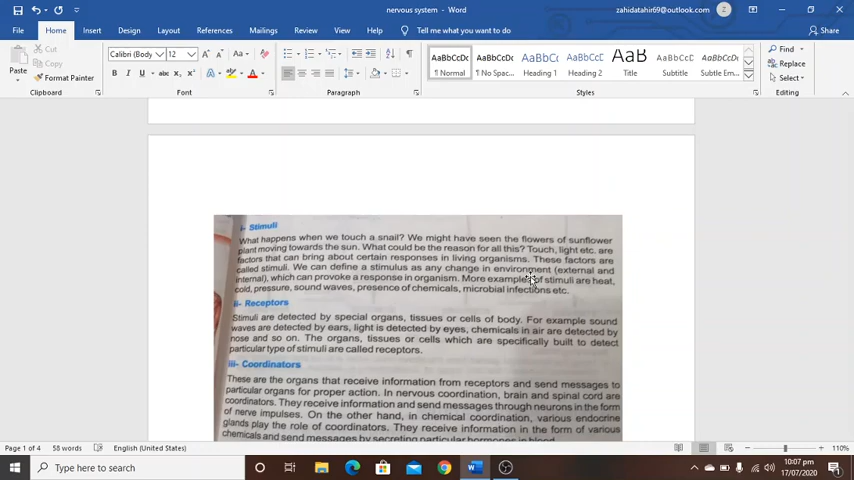 nervous system - Word
zahidatahir69@outlook.com
Z
File Home Insert Design Layout References Mailings Review View Help Tell me what you want to do
Share
Paste
Cut
Copy
Format Painter
Clipboard
Calibri (Body) 12
Font
Paragraph
AaBbCcDc AaBbCcDc AaBbC( AaBbCcE AaB AaBbCcD AaBbCcDc
¶ Normal ¶ No Spac... Heading 1 Heading 2 Title Subtitle Subtle Em...
Styles
Find
Replace
Select
Editing
i- Stimuli
What happens when we touch a snail? We might have seen the flowers of sunflower
plant moving towards the sun. What could be the reason for all this? Touch, light etc. are
factors that can bring about certain responses in living organisms. These factors are
called stimuli. We can define a stimulus as any change in environment (external and
internal), which can provoke a response in organism. More examples of stimuli are heat,
cold, pressure, sound waves, presence of chemicals, microbial infections etc.
ii- Receptors
Stimuli are detected by special organs, tissues or cells of body. For example sound
waves are detected by ears, light is detected by eyes, chemicals in air are detected by
nose and so on. The organs, tissues or cells which are specifically built to detect
particular type of stimuli are called receptors.
iii- Coordinators
These are the organs that receive information from receptors and send messages to
particular organs for proper action. In nervous coordination, brain and spinal cord are
coordinators. They receive information and send messages through neurons in the form
of nerve impulses. On the other hand, in chemical coordination, various endocrine
glands play the role of coordinators. They receive information in the form of various
chemicals and send messages by secreting particular hormones in blood.
Page 1 of 4 58 words English (United States)
110%
Type here to search
10:07 pm
17/07/2020